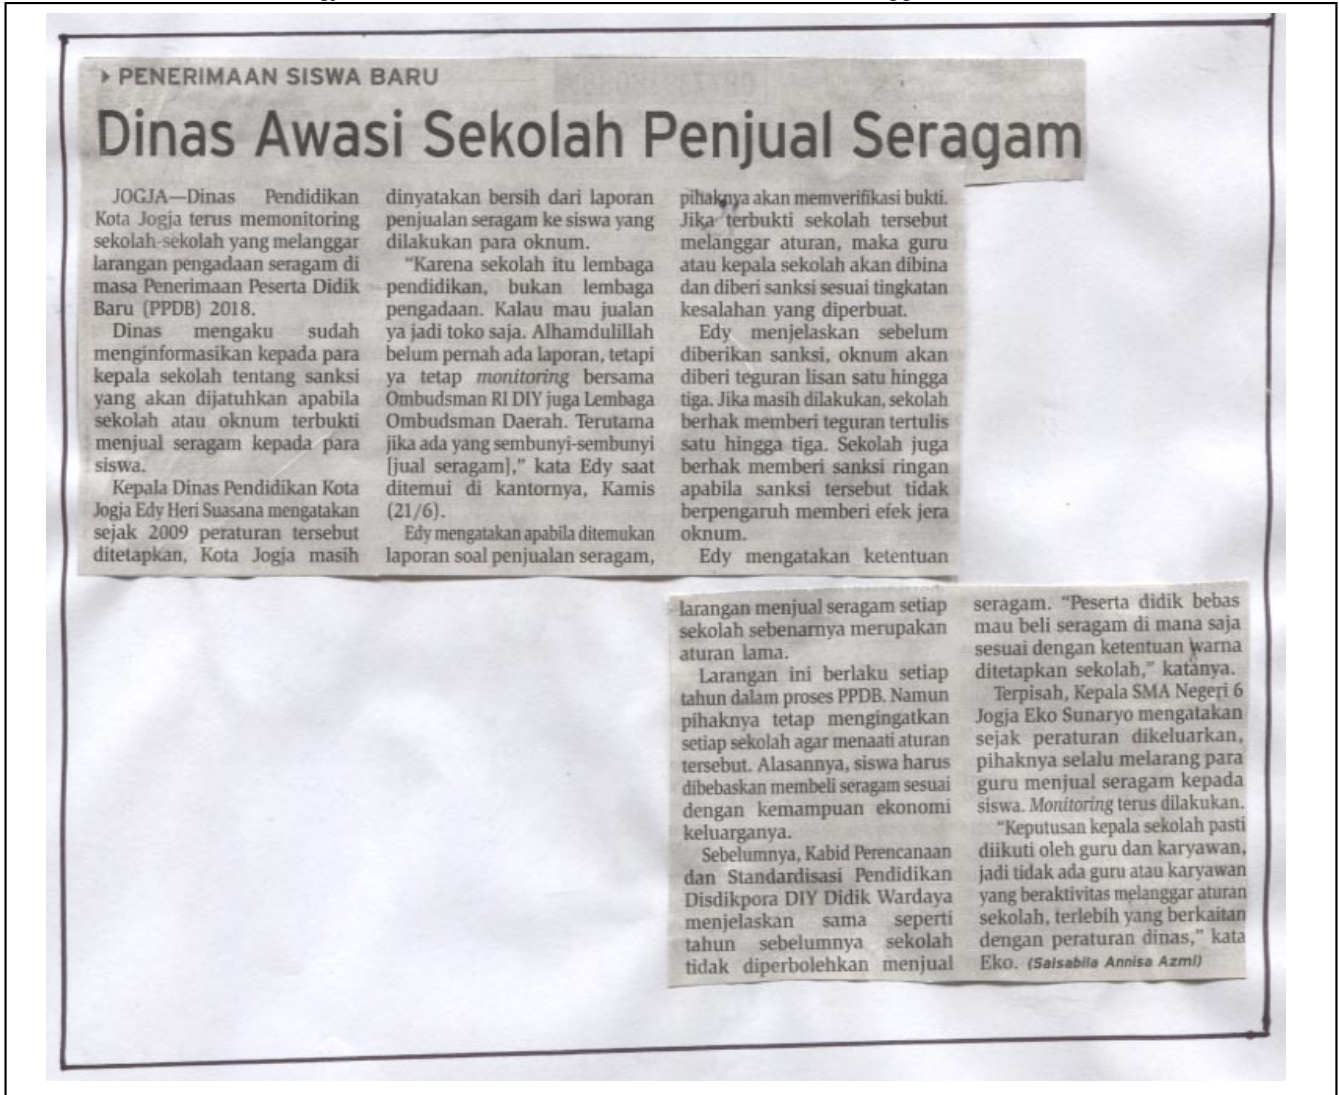 PENERIMAAN SISWA BARU
Dinas Awasi Sekolah Penjual Seragam
JOGJA—Dinas Pendidikan
Kota Jogja terus memonitoring
sekolah-sekolah yang melanggar
larangan pengadaan seragam di
masa Penerimaan Peserta Didik
Baru (PPDB) 2018.
Dinas mengaku sudah
menginformasikan kepada para
kepala sekolah tentang sanksi
yang akan dijatuhkan apabila
sekolah atau oknum terbukti
menjual seragam kepada para
siswa.
Kepala Dinas Pendidikan Kota
Jogja Edy Heri Suasana mengatakan
sejak 2009 peraturan tersebut
ditetapkan, Kota Jogja masih
dinyatakan bersih dari laporan
penjualan seragam ke siswa yang
dilakukan para oknum.
“Karena sekolah itu lembaga
pendidikan, bukan lembaga
pengadaan. Kalau mau jualan
ya jadi toko saja. Alhamdulillah
belum pernah ada laporan, tetapi
ya tetap monitoring bersama
Ombudsman RI DIY juga Lembaga
Ombudsman Daerah. Terutama
jika ada yang sembunyi-sembunyi
[jual seragam],” kata Edy saat
ditemui di kantornya, Kamis
(21/6).
Edy mengatakan apabila ditemukan
laporan soal penjualan seragam,
pihaknya akan memverifikasi bukti.
Jika terbukti sekolah tersebut
melanggar aturan, maka guru
atau kepala sekolah akan dibina
dan diberi sanksi sesuai tingkatan
kesalahan yang diperbuat.
Edy menjelaskan sebelum
diberikan sanksi, oknum akan
diberi teguran lisan satu hingga
tiga. Jika masih dilakukan, sekolah
berhak memberi teguran tertulis
satu hingga tiga. Sekolah juga
berhak memberi sanksi ringan
apabila sanksi tersebut tidak
berpengaruh memberi efek jera
oknum.
Edy mengatakan ketentuan
larangan menjual seragam setiap
sekolah sebenarnya merupakan
aturan lama.
Larangan ini berlaku setiap
tahun dalam proses PPDB. Namun
pihaknya tetap mengingatkan
setiap sekolah agar menaati aturan
tersebut. Alasannya, siswa harus
dibebaskan membeli seragam sesuai
dengan kemampuan ekonomi
keluarganya.
Sebelumnya, Kabid Perencanaan
dan Standardisasi Pendidikan
Disdikpora DIY Didik Wardaya
menjelaskan sama seperti
tahun sebelumnya sekolah
tidak diperbolehkan menjual
seragam. “Peserta didik bebas
mau beli seragam di mana saja
sesuai dengan ketentuan warna
ditetapkan sekolah,” katanya.
Terpisah, Kepala SMA Negeri 6
Jogja Eko Sunaryo mengatakan
sejak peraturan dikeluarkan,
pihaknya selalu melarang para
guru menjual seragam kepada
siswa. Monitoring terus dilakukan.
“Keputusan kepala sekolah pasti
diikuti oleh guru dan karyawan,
jadi tidak ada guru atau karyawan
yang beraktivitas melanggar aturan
sekolah, terlebih yang berkaitan
dengan peraturan dinas,” kata
Eko. (Salsabila Annisa Azmi)